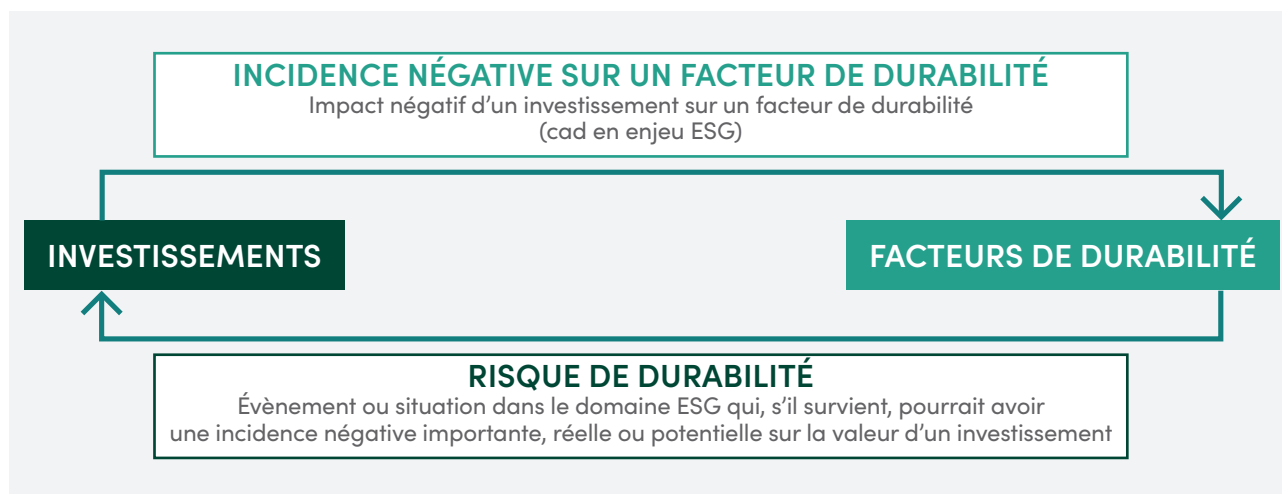 INCIDENCE NÉGATIVE SUR UN FACTEUR DE DURABILITÉ
Impact négatif d’un investissement sur un facteur de durabilité
(cad en enjeu ESG)
INVESTISSEMENTS
FACTEURS DE DURABILITÉ
RISQUE DE DURABILITÉ
Évènement ou situation dans le domaine ESG qui, s’il survient, pourrait avoir
une incidence négative importante, réelle ou potentielle sur la valeur d’un investissement